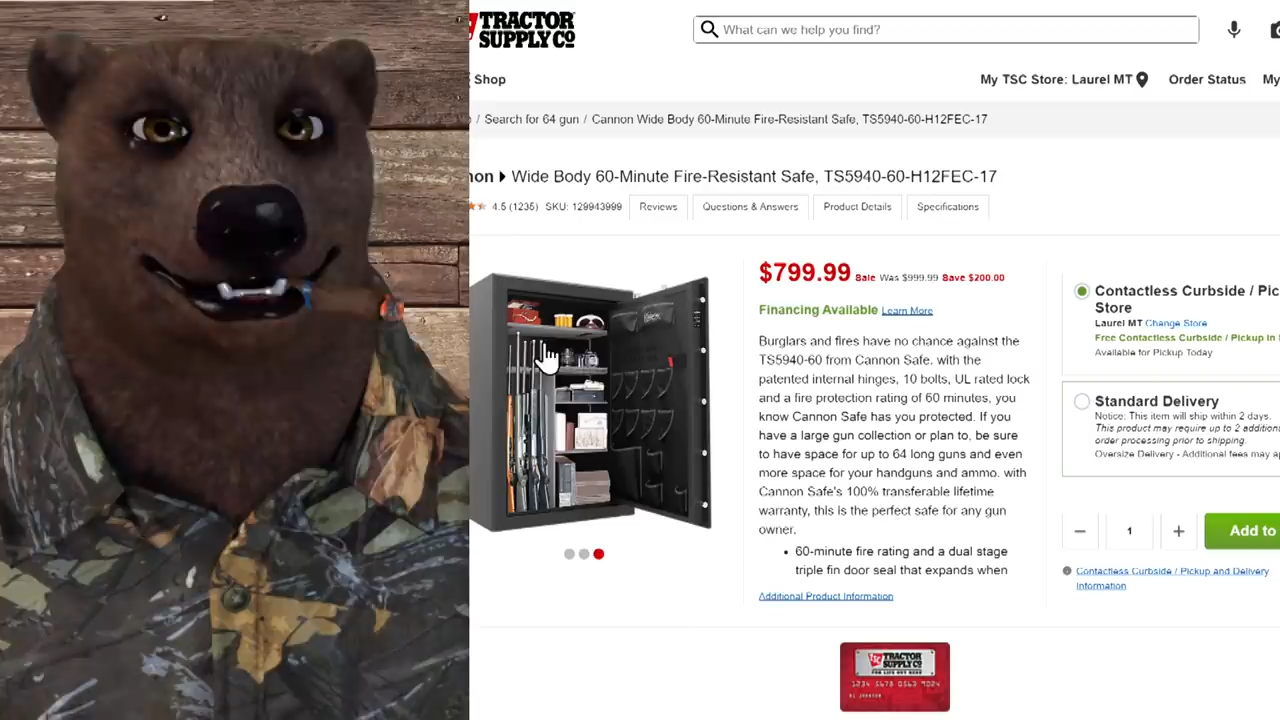 TRACTOR
SUPPLY CO
What can we help you find?
Shop
My TSC Store: Laurel MT
Order Status
My
/ Search for 64 gun / Cannon Wide Body 60-Minute Fire-Resistant Safe, TS5940-60-H12FEC-17
non Wide Body 60-Minute Fire-Resistant Safe, TS5940-60-H12FEC-17
4.5 (1235) SKU: 129943999 Reviews Questions & Answers Product Details Specifications
$799.99 Sale Was $999.99 Save $200.00
Financing Available Learn More
Burglars and fires have no chance against the
TS5940-60 from Cannon Safe. with the
patented internal hinges, 10 bolts, UL rated lock
and a fire protection rating of 60 minutes, you
know Cannon Safe has you protected. If you
have a large gun collection or plan to, be sure
to have space for up to 64 long guns and even
more space for your handguns and ammo. with
Cannon Safe's 100% transferable lifetime
warranty, this is the perfect safe for any gun
owner.
• 60-minute fire rating and a dual stage
triple fin door seal that expands when
Additional Product Information
Contactless Curbside / Pic
Store
Laurel MT Change Store
Free Contactless Curbside / Pickup in
Available for Pickup Today
Standard Delivery
Notice: This item will ship within 2 days.
This product may require up to 2 addition
order processing prior to shipping.
Oversize Delivery - Additional fees may ap
1
Add to
Contactless Curbside / Pickup and Delivery
Information
TRACTOR
SUPPLY CO